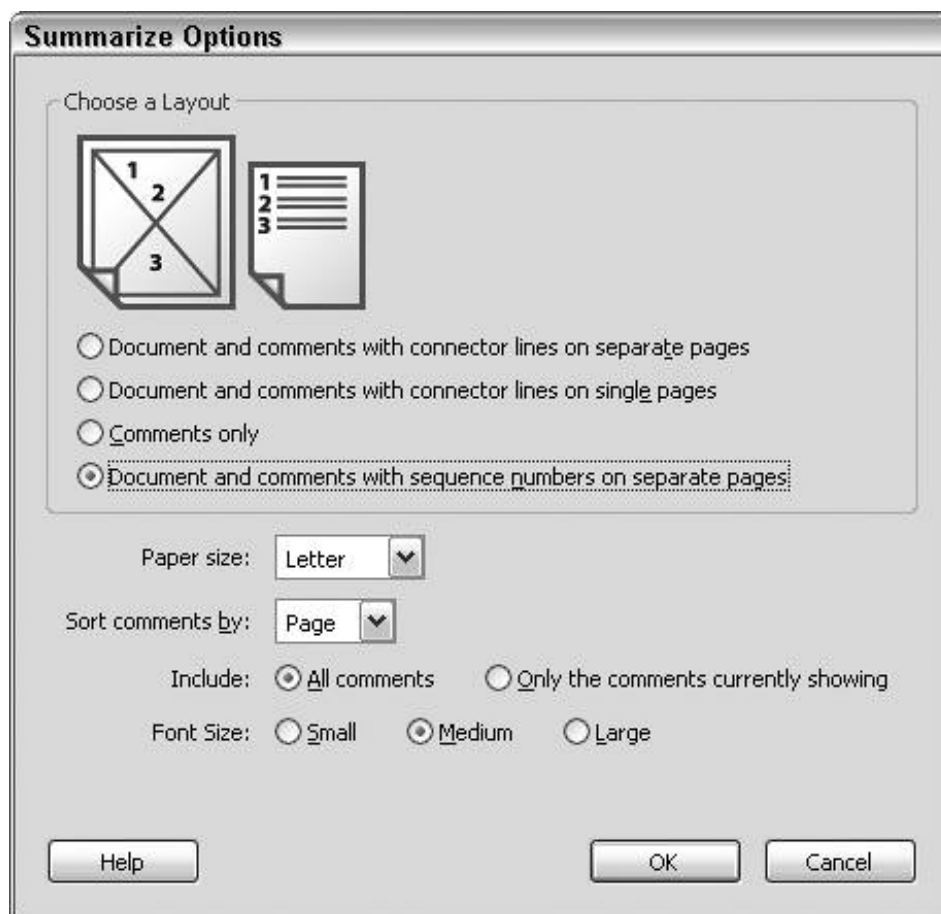 Summarize Options
Choose a Layout
1
2
3
1
2
3
Document and comments with connector lines on separate pages
Document and comments with connector lines on single pages
Comments only
Document and comments with sequence numbers on separate pages
Paper size: Letter
Sort comments by: Page
Include: All comments Only the comments currently showing
Font Size: Small Medium Large
Help OK Cancel